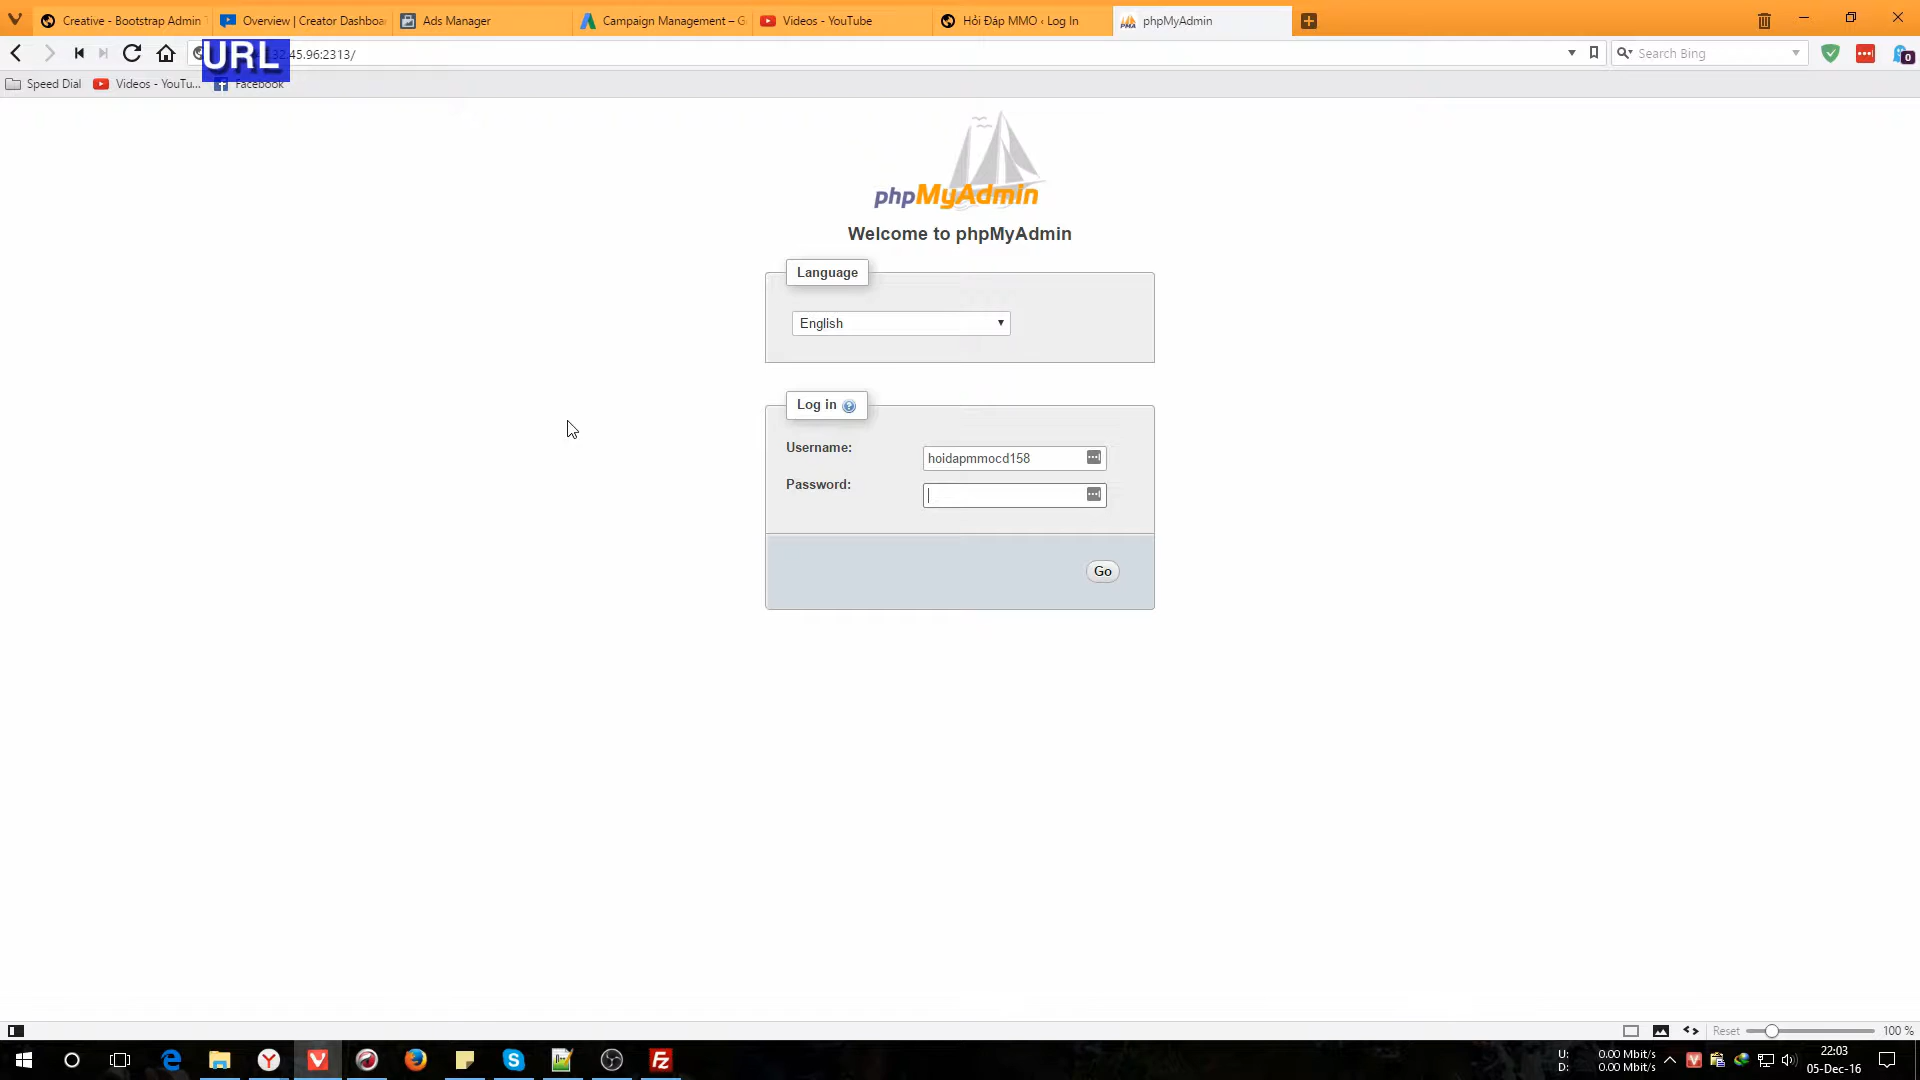 Creative - Bootstrap Admin
Overview | Creator Dashboar
Ads Manager
Campaign Management – G
Videos - YouTube
Hỏi Đáp MMO ‹ Log In
phpMyAdmin
URL
45.96:2313/
Search Bing
0
Speed Dial
Videos - YouTu...
Facebook
phpMyAdmin
Welcome to phpMyAdmin
Language
English
Log in
Username:
hoidapmmocd158
Password:
Go
Reset
100 %
U: 0.00 Mbit/s
D: 0.00 Mbit/s
22:03
05-Dec-16